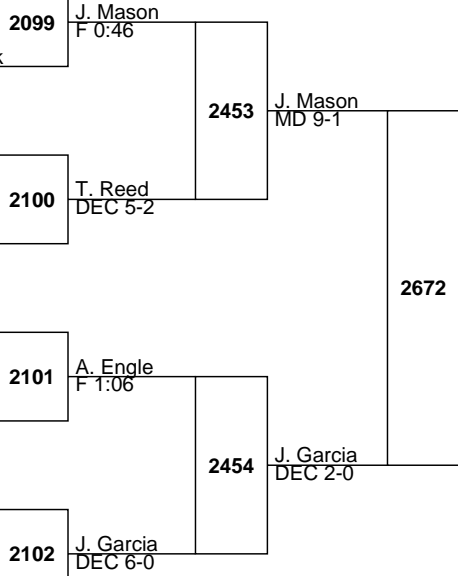 2099
J. Mason
F 0:46
k
2453
J. Mason
MD 9-1
2100
T. Reed
DEC 5-2
2672
2101
A. Engle
F 1:06
2454
J. Garcia
DEC 2-0
2102
J. Garcia
DEC 6-0